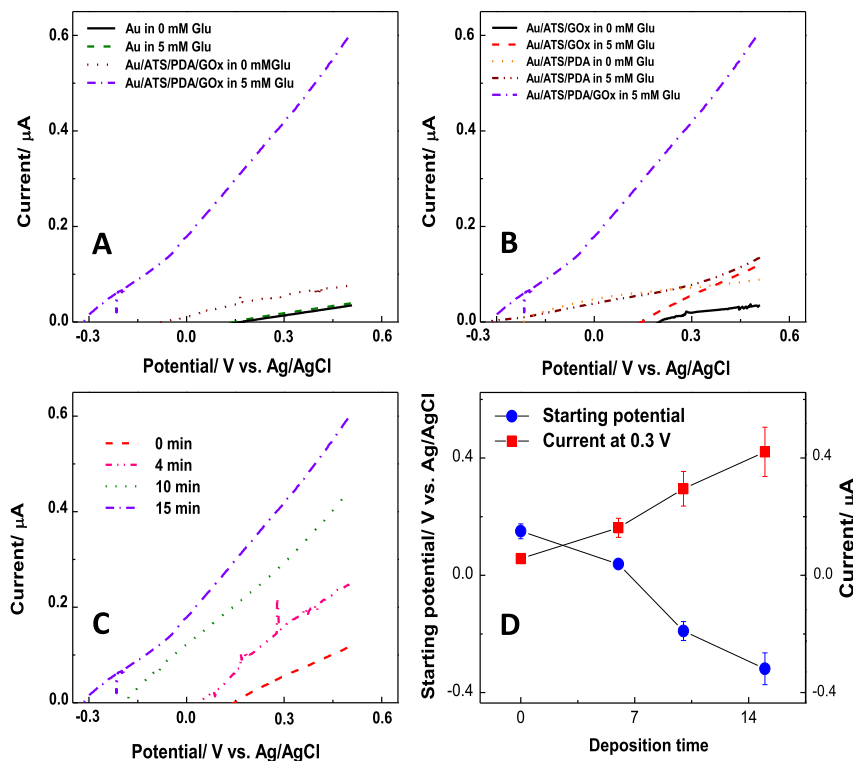 Au in 0 mM Glu
Au in 5 mM Glu
Au/ATS/PDA/GOx in 0 mMGlu
Au/ATS/PDA/GOx in 5 mM Glu
0.6
0.4
0.2
0.0
Current/ μA
A
-0.3
0.0
0.3
0.6
Potential/ V vs. Ag/AgCl
Au/ATS/GOx in 0 mM Glu
Au/ATS/GOx in 5 mM Glu
Au/ATS/PDA in 0 mM Glu
Au/ATS/PDA in 5 mM Glu
Au/ATS/PDA/GOx in 5 mM Glu
0.6
0.4
0.2
0.0
Current/ μA
B
-0.3
0.0
0.3
0.6
Potential/ V vs. Ag/AgCl
0 min
4 min
10 min
15 min
0.6
0.4
0.2
0.0
Current/ μA
C
-0.3
0.0
0.3
0.6
Potential/ V vs. Ag/AgCl
Starting potential
Current at 0.3 V
0.4
0.0
-0.4
Starting potential/ V vs. Ag/AgCl
0.4
0.0
-0.4
Current/ μA
D
0
7
14
Deposition time